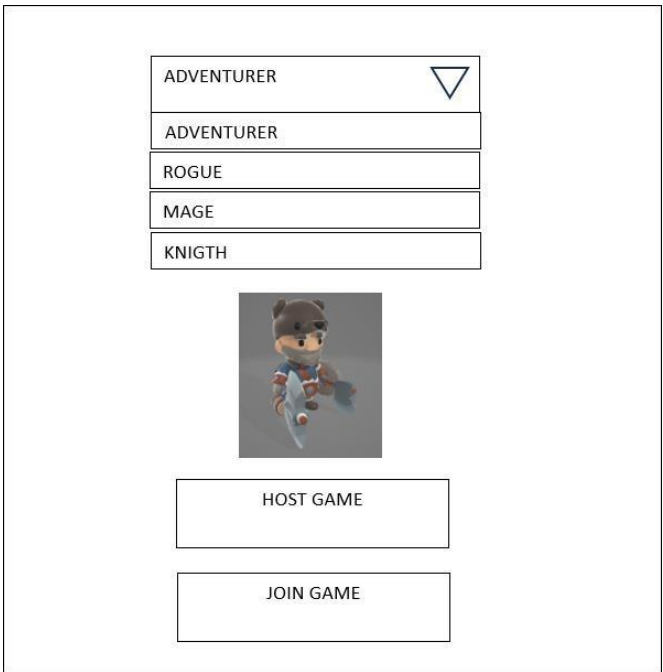 ADVENTURER
ADVENTURER
ROGUE
MAGE
KNIGTH
HOST GAME
JOIN GAME